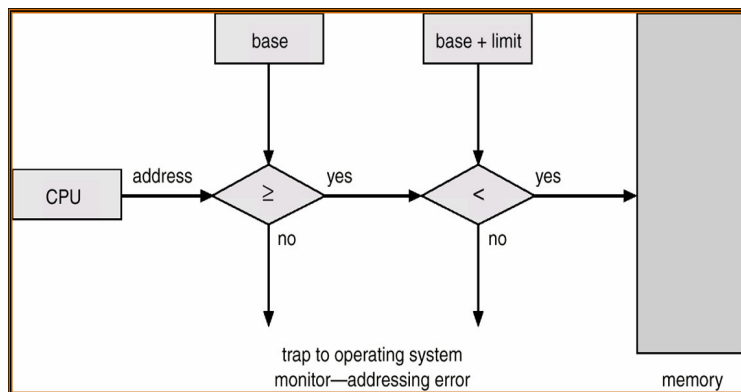 base
base + limit
CPU
address
≥
yes
<
yes
no
no
trap to operating system
monitor—addressing error
memory